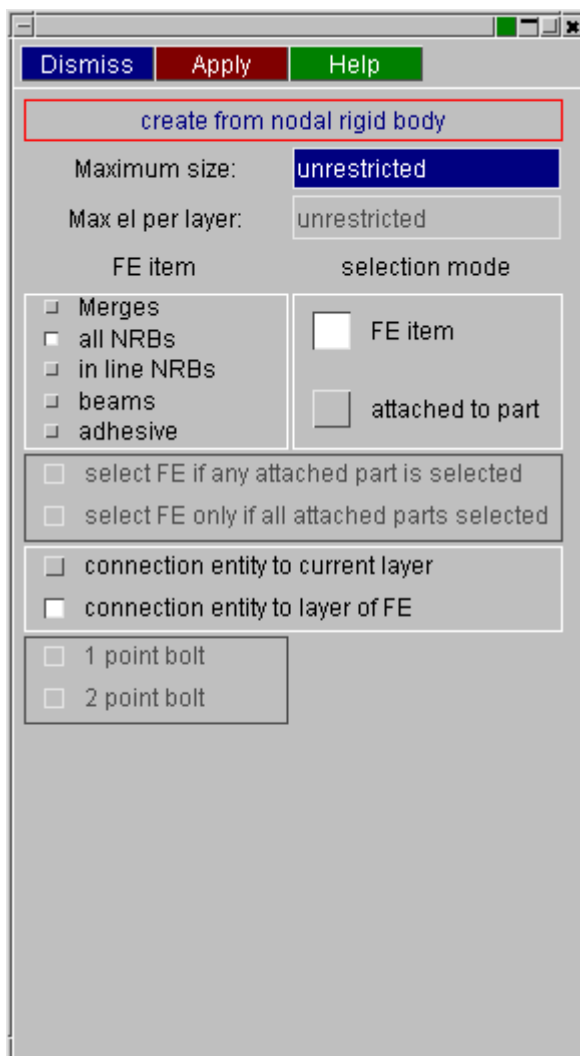 Dismiss Apply Help
create from nodal rigid body
Maximum size: unrestricted
Max el per layer: unrestricted
FE item selection mode
Merges
all NRBs
in line NRBs
beams
adhesive
FE item
attached to part
select FE if any attached part is selected
select FE only if all attached parts selected
connection entity to current layer
connection entity to layer of FE
1 point bolt
2 point bolt